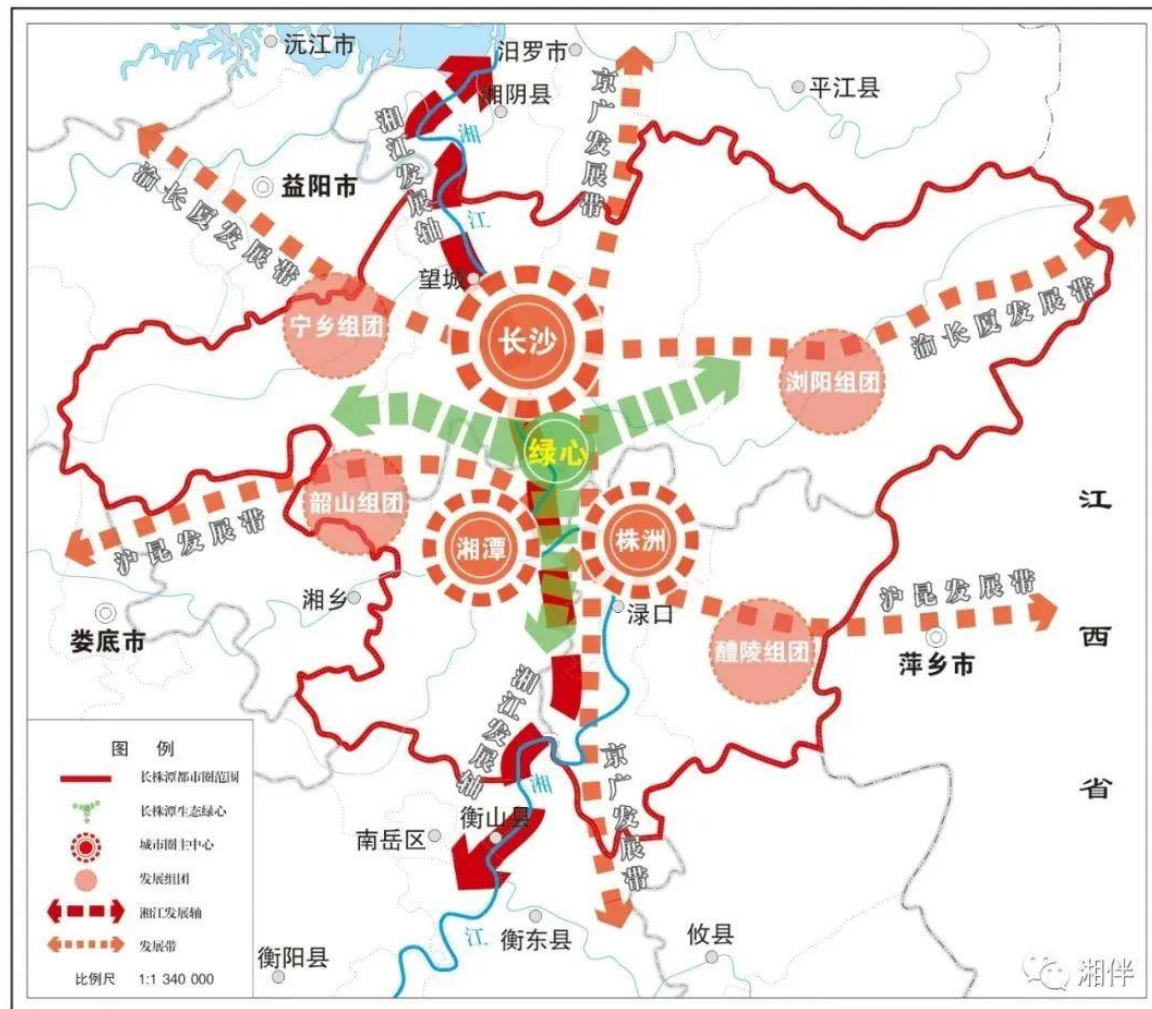 沅江市
汨罗市
湘阴县
平江县
京广发展带
湘江发展轴
湘
江
渝长厦发展带
益阳市
望城
长沙
宁乡组团
浏阳组团
渝长厦发展带
绿心
韶山组团
沪昆发展带
湘潭
株洲
江
西
省
湘乡
渌口
娄底市
醴陵组团
沪昆发展带
萍乡市
湘江发展轴
京广发展带
湘
江
南岳区
衡山县
衡东县
衡阳县
攸县
图 例
长株潭都市圈范围
长株潭生态绿心
城市圈主中心
发展组团
湘江发展轴
发展带
比例尺 1:1 340 000
湘伴